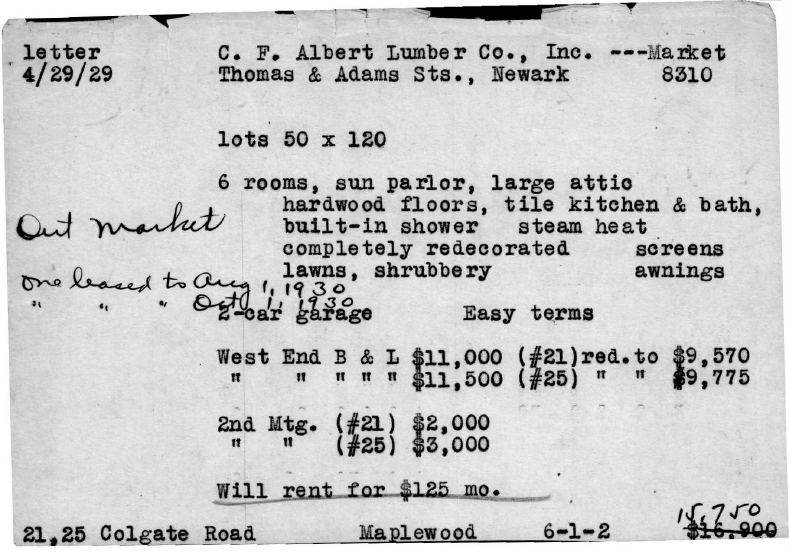 letter C. F. Albert Lumber Co., Inc. ---Market
4/29/29 Thomas & Adams Sts., Newark 8310
lots 50 x 120
6 rooms, sun parlor, large attic
hardwood floors, tile kitchen & bath,
Out Market
built-in shower steam heat
completely redecorated screens
lawns, shrubbery awnings
one leased to Aug 1, 1930
" " " Oct 1, 1930
2-car garage Easy terms
West End B & L $11,000 (#21)red.to $9,570
" " " " " $11,500 (#25) " " $9,775
2nd Mtg. (#21) $2,000
" " (#25) $3,000
Will rent for $125 mo.
15,750
21,25 Colgate Road Maplewood 6-1-2 $16,900